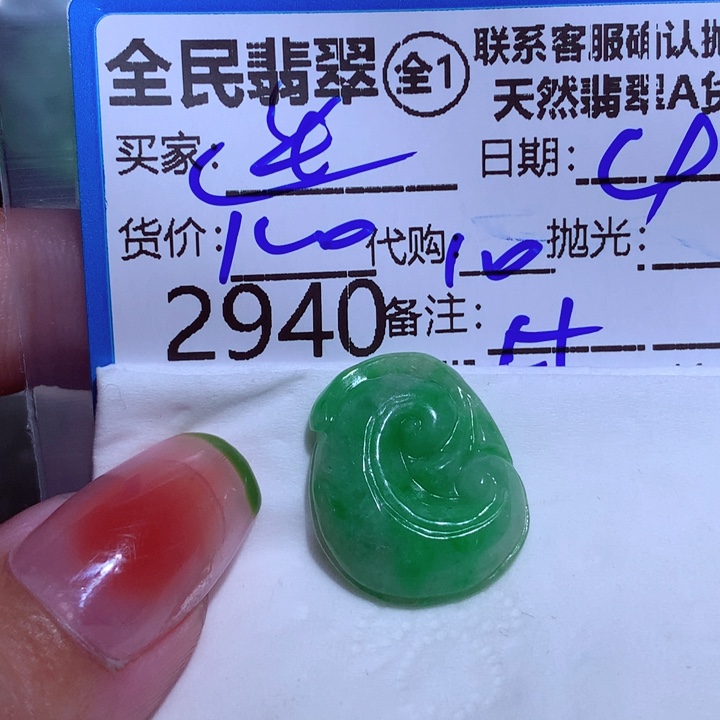 全民翡翠 全1 联系客服确认抛
天然翡翠A货
买家: 日期:
货价:100 代购:10 抛光:
2940 备注: